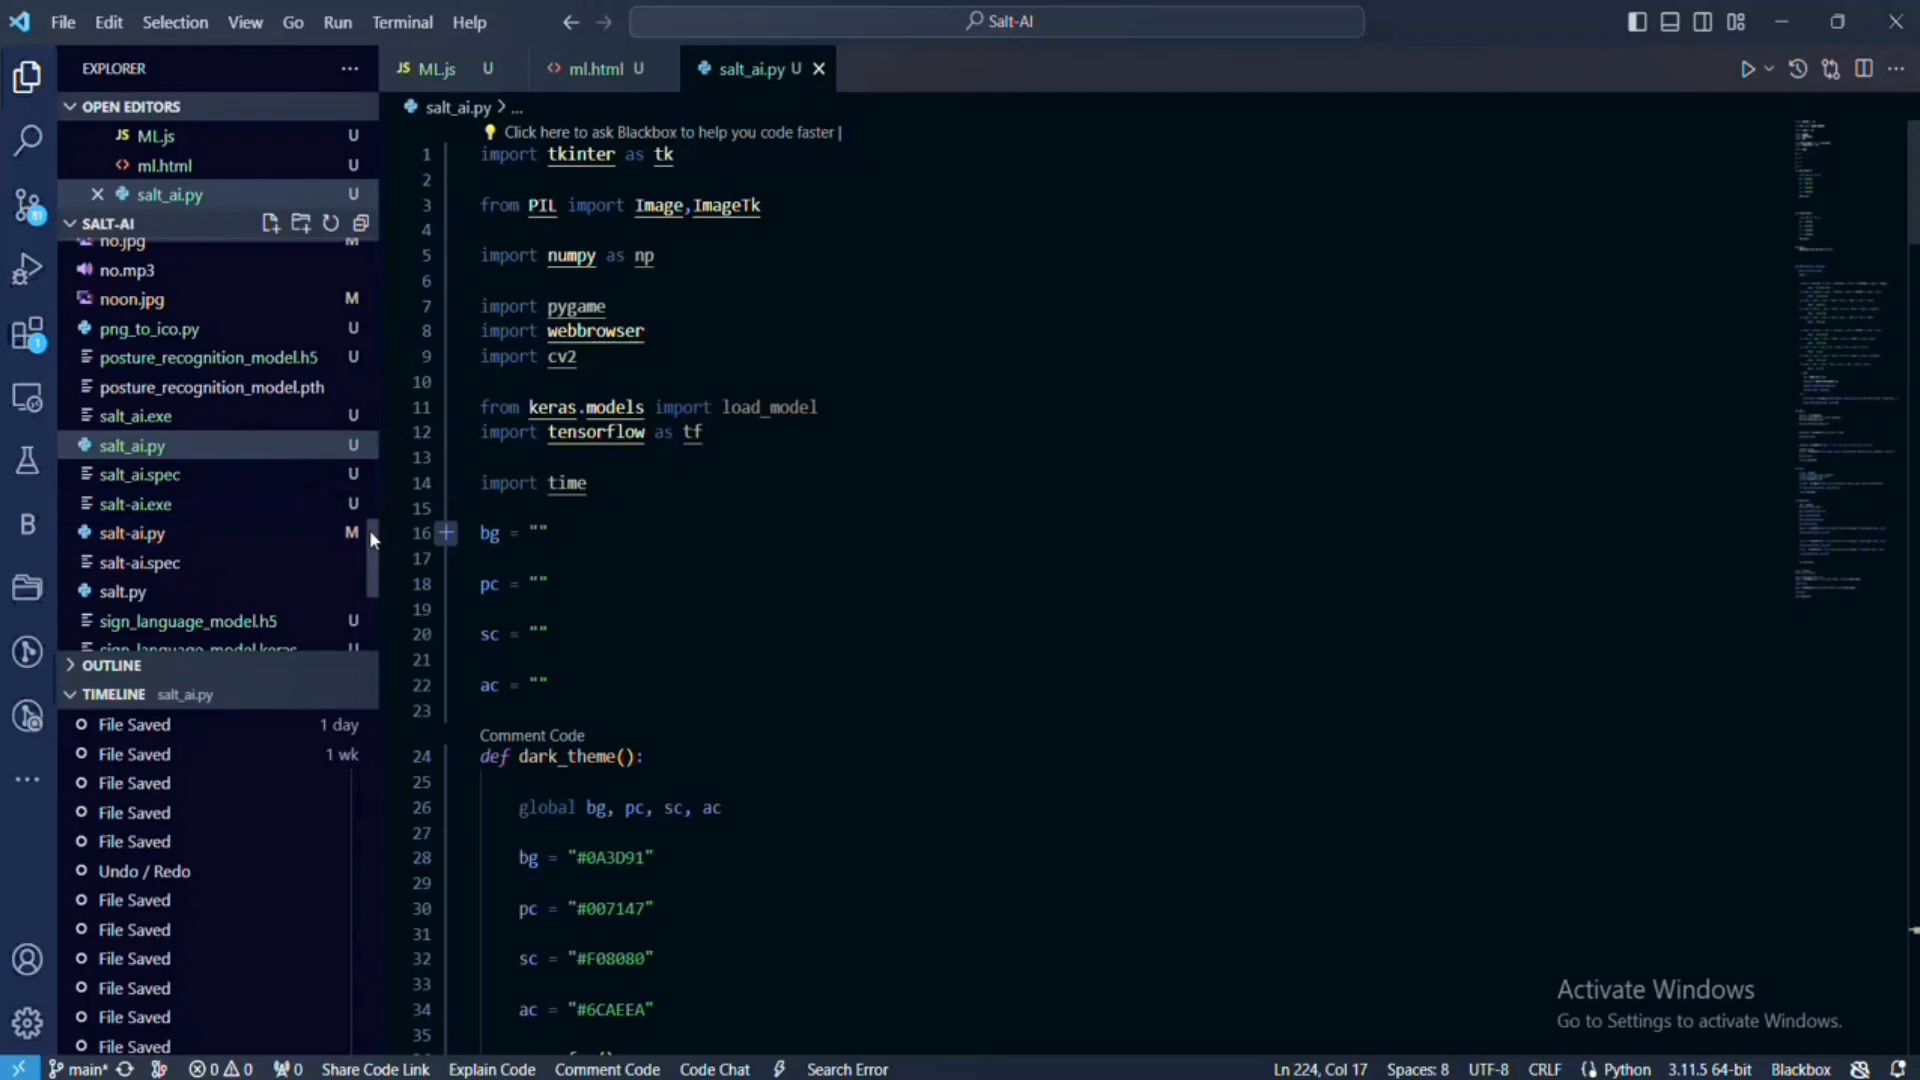 File Edit Selection View Go Run Terminal Help
Salt-AI
EXPLORER
OPEN EDITORS
JS ML.js U
<> ml.html U
salt_ai.py U
SALT-AI
no.jpg M
no.mp3
noon.jpg M
png_to_ico.py U
posture_recognition_model.h5 U
posture_recognition_model.pth
salt_ai.exe U
salt_ai.py U
salt_ai.spec U
salt-ai.exe U
salt-ai.py M
salt-ai.spec
salt.py
sign_language_model.h5 U
sign_language_model.keras U
OUTLINE
TIMELINE salt_ai.py
File Saved 1 day
File Saved 1 wk
File Saved
File Saved
File Saved
Undo / Redo
File Saved
File Saved
File Saved
File Saved
File Saved
File Saved
JS ML.js U <> ml.html U salt_ai.py U
salt_ai.py > ...
Click here to ask Blackbox to help you code faster |
1 import tkinter as tk
2
3 from PIL import Image,ImageTk
4
5 import numpy as np
6
7 import pygame
8 import webbrowser
9 import cv2
10
11 from keras.models import load_model
12 import tensorflow as tf
13
14 import time
15
16 bg = ""
17
18 pc = ""
19
20 sc = ""
21
22 ac = ""
23
Comment Code
24 def dark_theme():
25
26 global bg, pc, sc, ac
27
28 bg = "#0A3D91"
29
30 pc = "#007147"
31
32 sc = "#F08080"
33
34 ac = "#6CAEEA"
35
Activate Windows
Go to Settings to activate Windows.
main* 0 0 0 Share Code Link Explain Code Comment Code Code Chat Search Error Ln 224, Col 17 Spaces: 8 UTF-8 CRLF Python 3.11.5 64-bit Blackbox